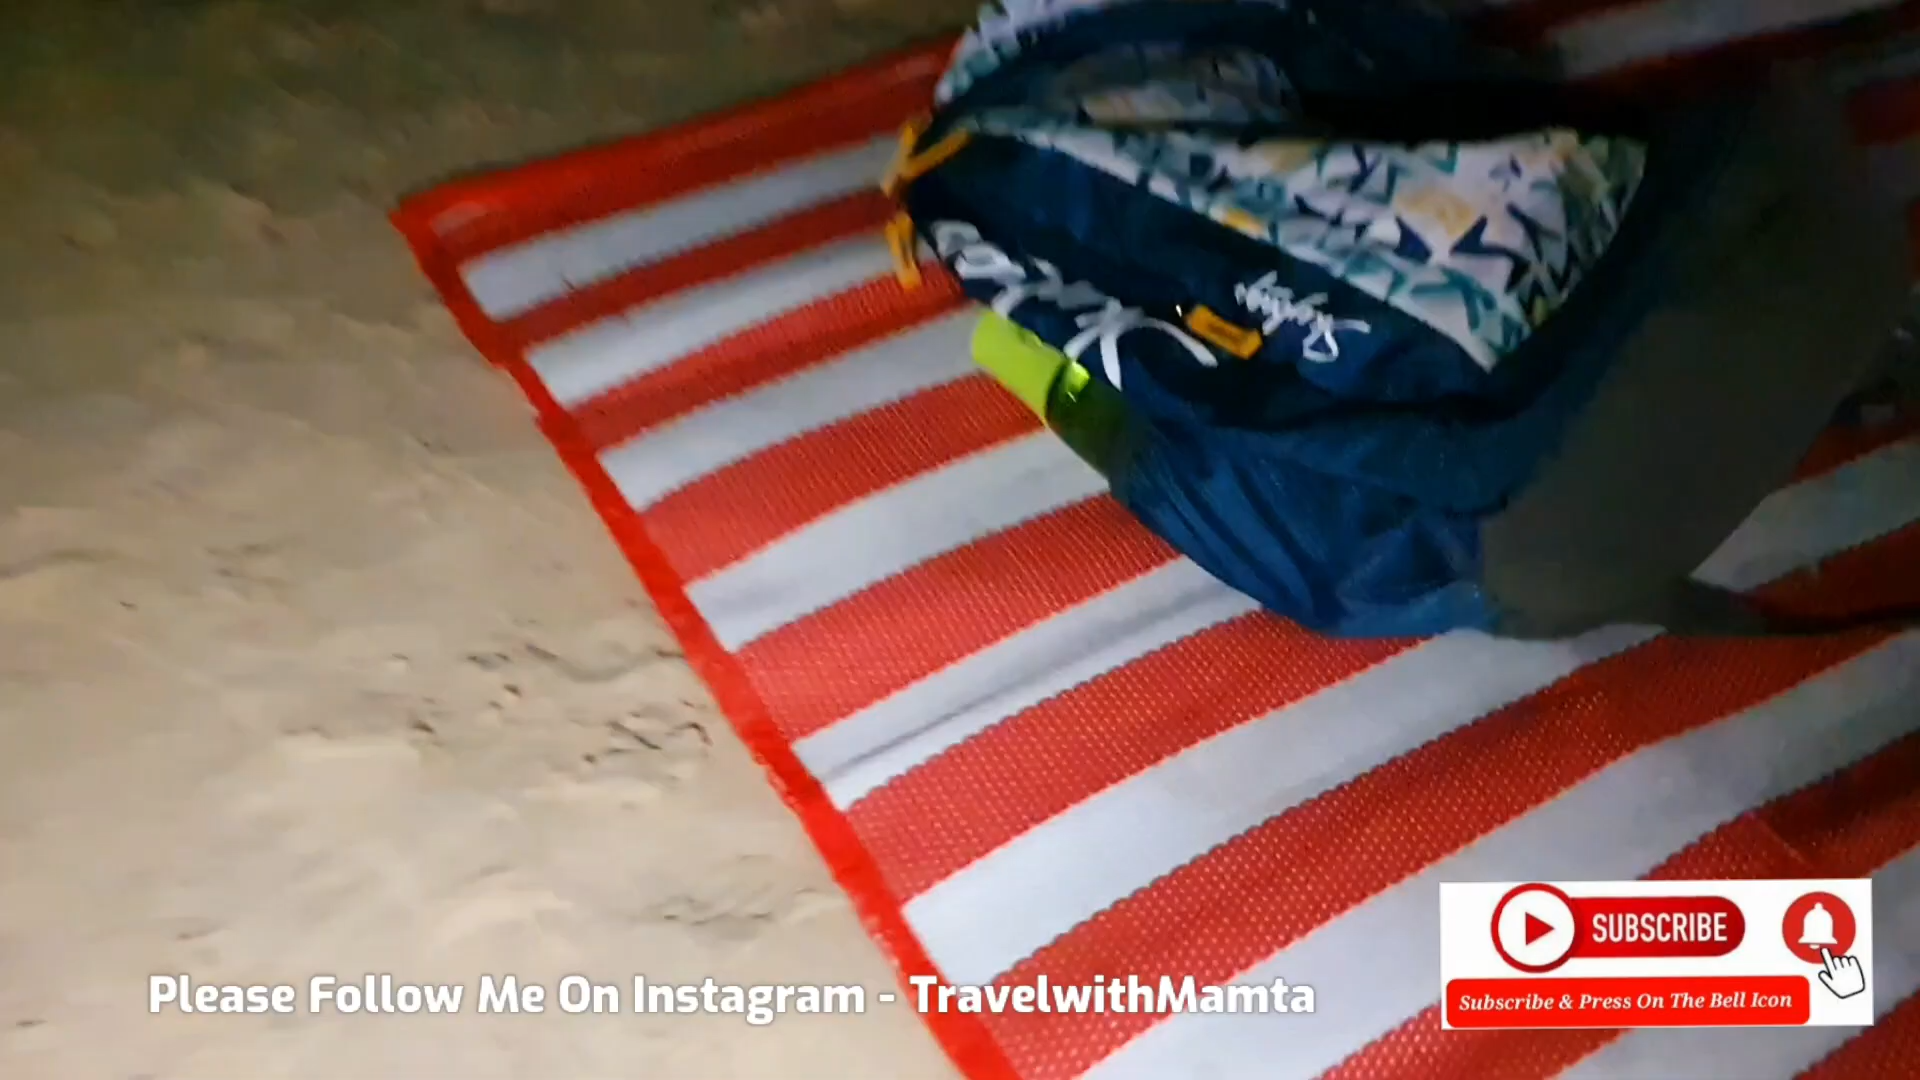 Please Follow Me On Instagram - TravelwithMamta
SUBSCRIBE
Subscribe & Press On The Bell Icon